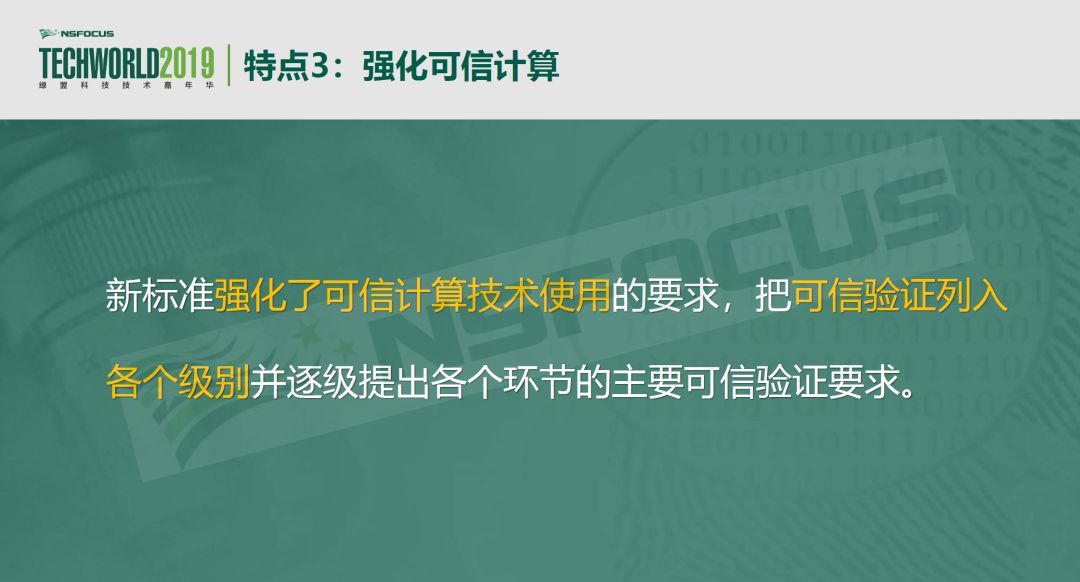 NSFOCUS
TECHWORLD2019
绿盟科技技术嘉年华
特点3：强化可信计算
新标准强化了可信计算技术使用的要求，把可信验证列入
各个级别并逐级提出各个环节的主要可信验证要求。
NSFOCUS